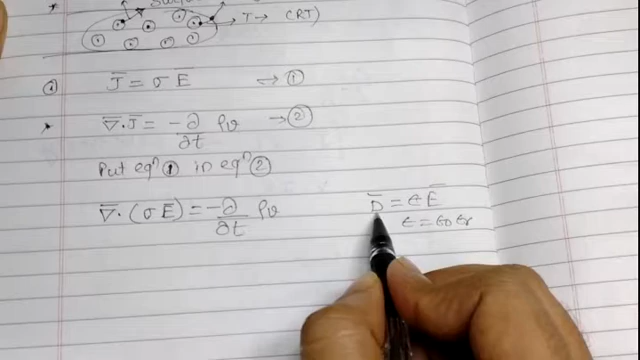 T → (RT)
① J̅ = σ E̅ ↔ ①
* ∇̅·J̅ = -∂/∂t ρv → ②
Put eqⁿ ① in eqⁿ ②
∇̅·(σ E̅) = -∂/∂t ρv
D̅ = ε E̅
ε = ε0 εr